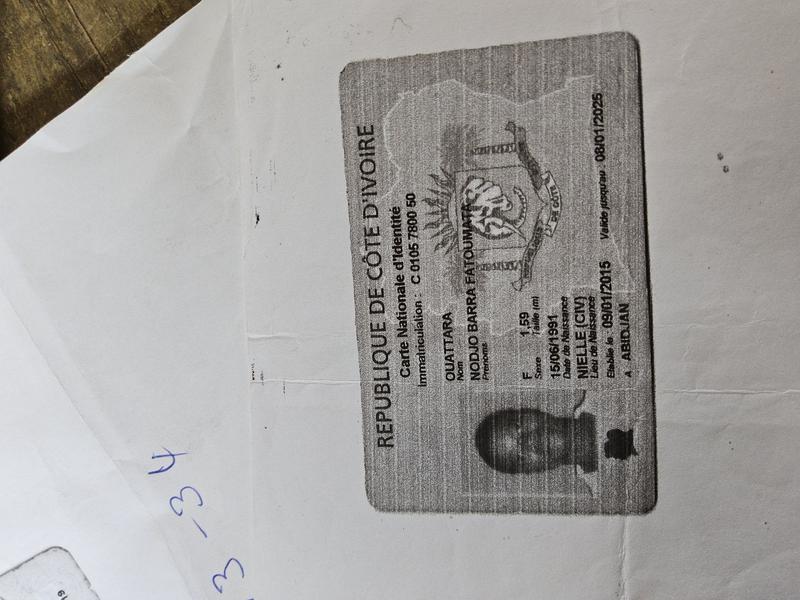 REPUBLIQUE DE CÔTE D'IVOIRE
Carte Nationale d'Identité
Immatriculation : C 0105 7800 50
OUATTARA
Nom
NODJO BARRA FATOUMATA
Prénoms
F 1,59
Sexe Taille (m)
15/06/1991
Date de Naissance
NIELLE (CIV)
Lieu de Naissance
Etablie le 09/01/2015 Valide jusqu'au 08/01/2025
A ABIDJAN
3 - 34
19